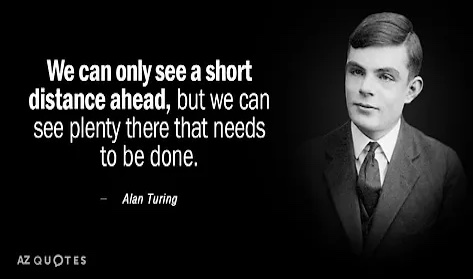 We can only see a short
distance ahead, but we can
see plenty there that needs
to be done.
– Alan Turing
AZ QUOTES